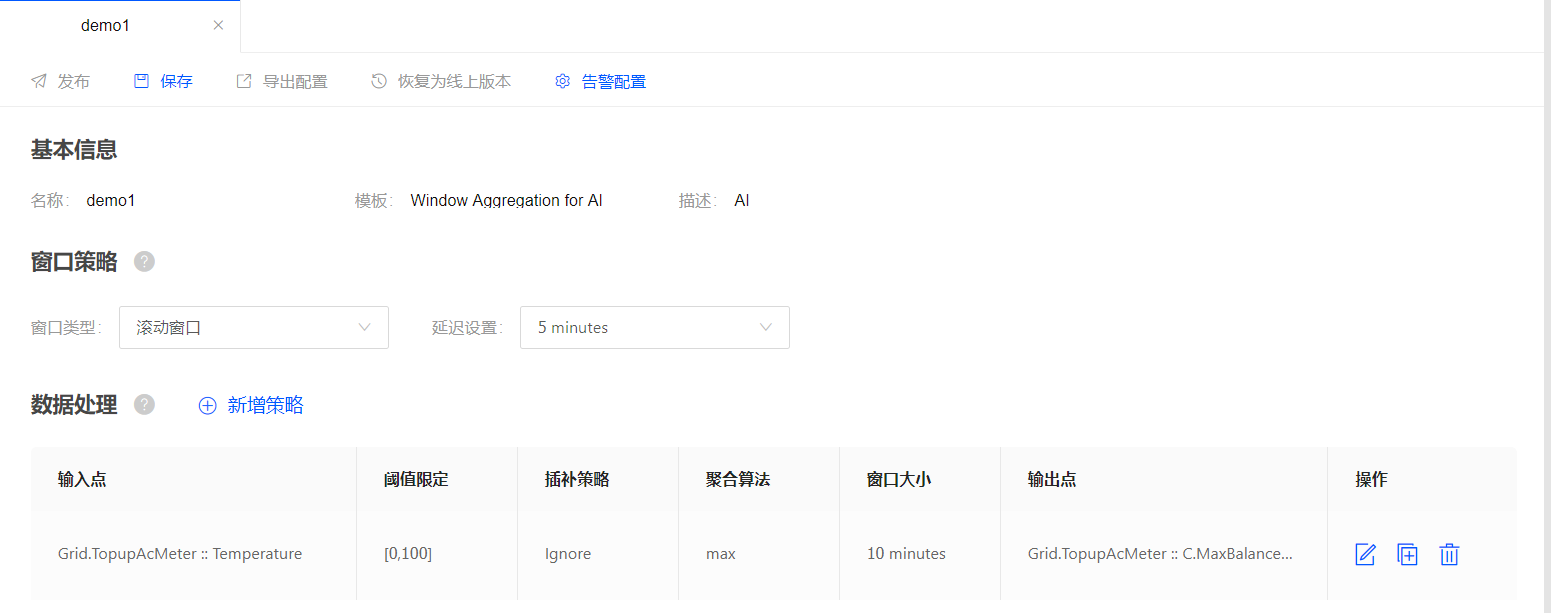 demo1
发布 保存 导出配置 恢复为线上版本 告警配置
基本信息
名称: demo1 模板: Window Aggregation for AI 描述: AI
窗口策略 ?
窗口类型: 滚动窗口 延迟设置: 5 minutes
数据处理 ? 新增策略
输入点 阈值限定 插补策略 聚合算法 窗口大小 输出点 操作
Grid.TopupAcMeter :: Temperature [0,100] Ignore max 10 minutes Grid.TopupAcMeter :: C.MaxBalance...